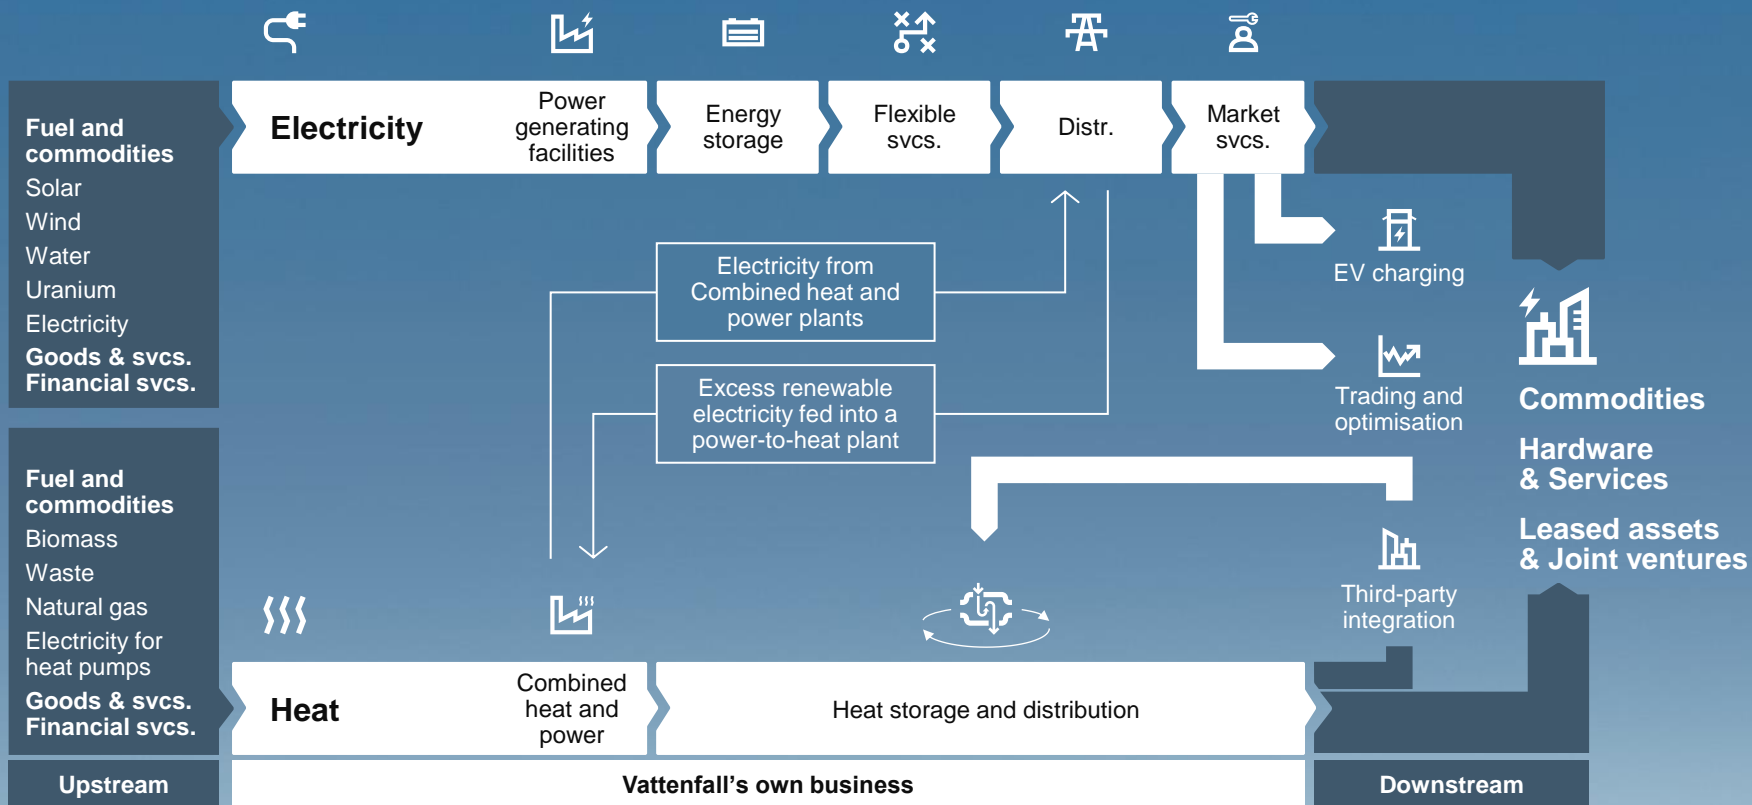 Fuel and
commodities
Solar
Wind
Water
Uranium
Electricity
Goods & svcs.
Financial svcs.
Electricity
Power
generating
facilities
Energy
storage
Flexible
svcs.
Distr.
Market
svcs.
Electricity from
Combined heat and
power plants
Excess renewable
electricity fed into a
power-to-heat plant
EV charging
Trading and
optimisation
Commodities
Hardware
& Services
Leased assets
& Joint ventures
Third-party
integration
Fuel and
commodities
Biomass
Waste
Natural gas
Electricity for
heat pumps
Goods & svcs.
Financial svcs.
Heat
Combined
heat and
power
Heat storage and distribution
Upstream
Vattenfall’s own business
Downstream